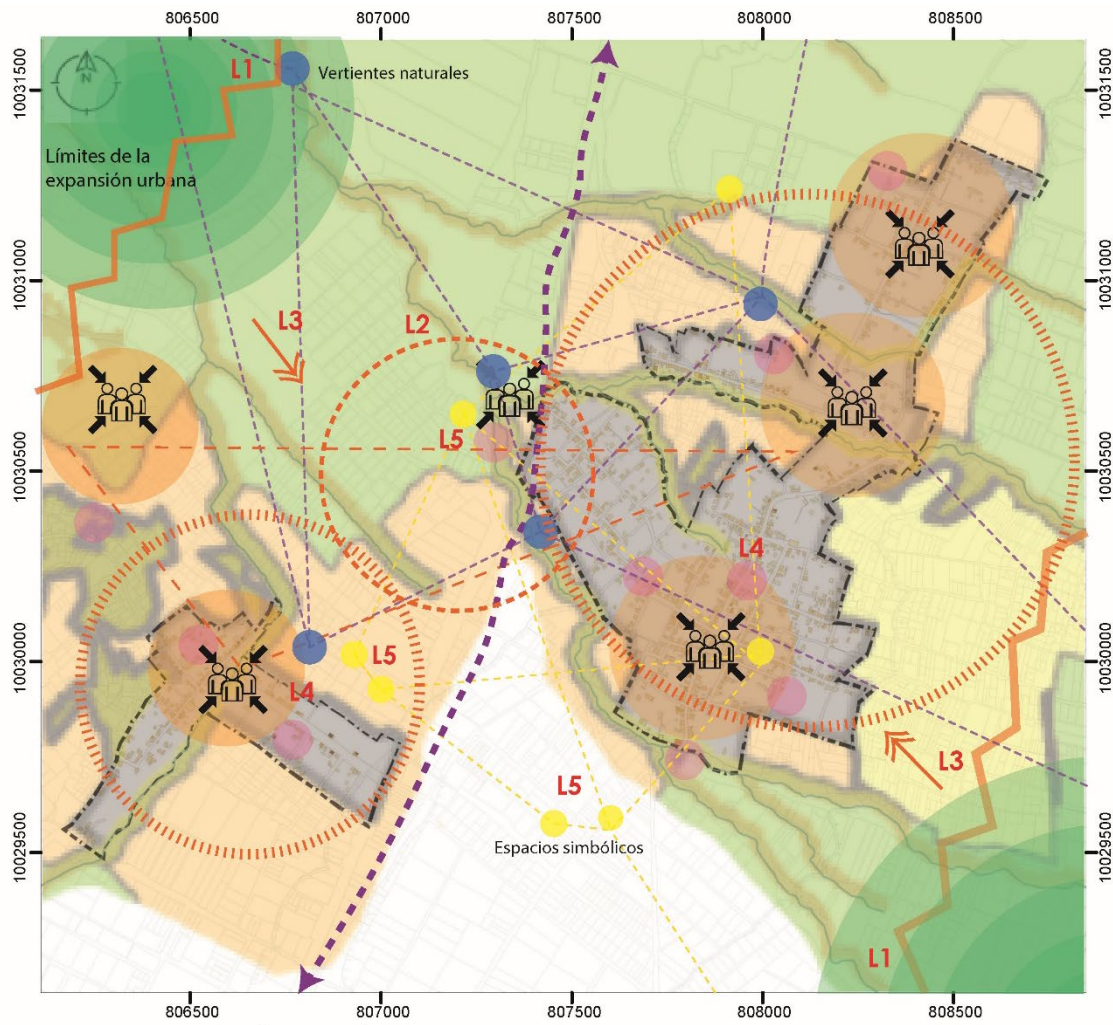 806500 807000 807500 808000 808500
N
L1
Vertientes naturales
10031500
10031500
Límites de la
expansión urbana
10031000
10031000
L3
L2
L5
10030500
10030500
L4
L5
L4
10030000
10030000
L5
L3
Espacios simbólicos
10029500
10029500
L1
806500 807000 807500 808000 808500